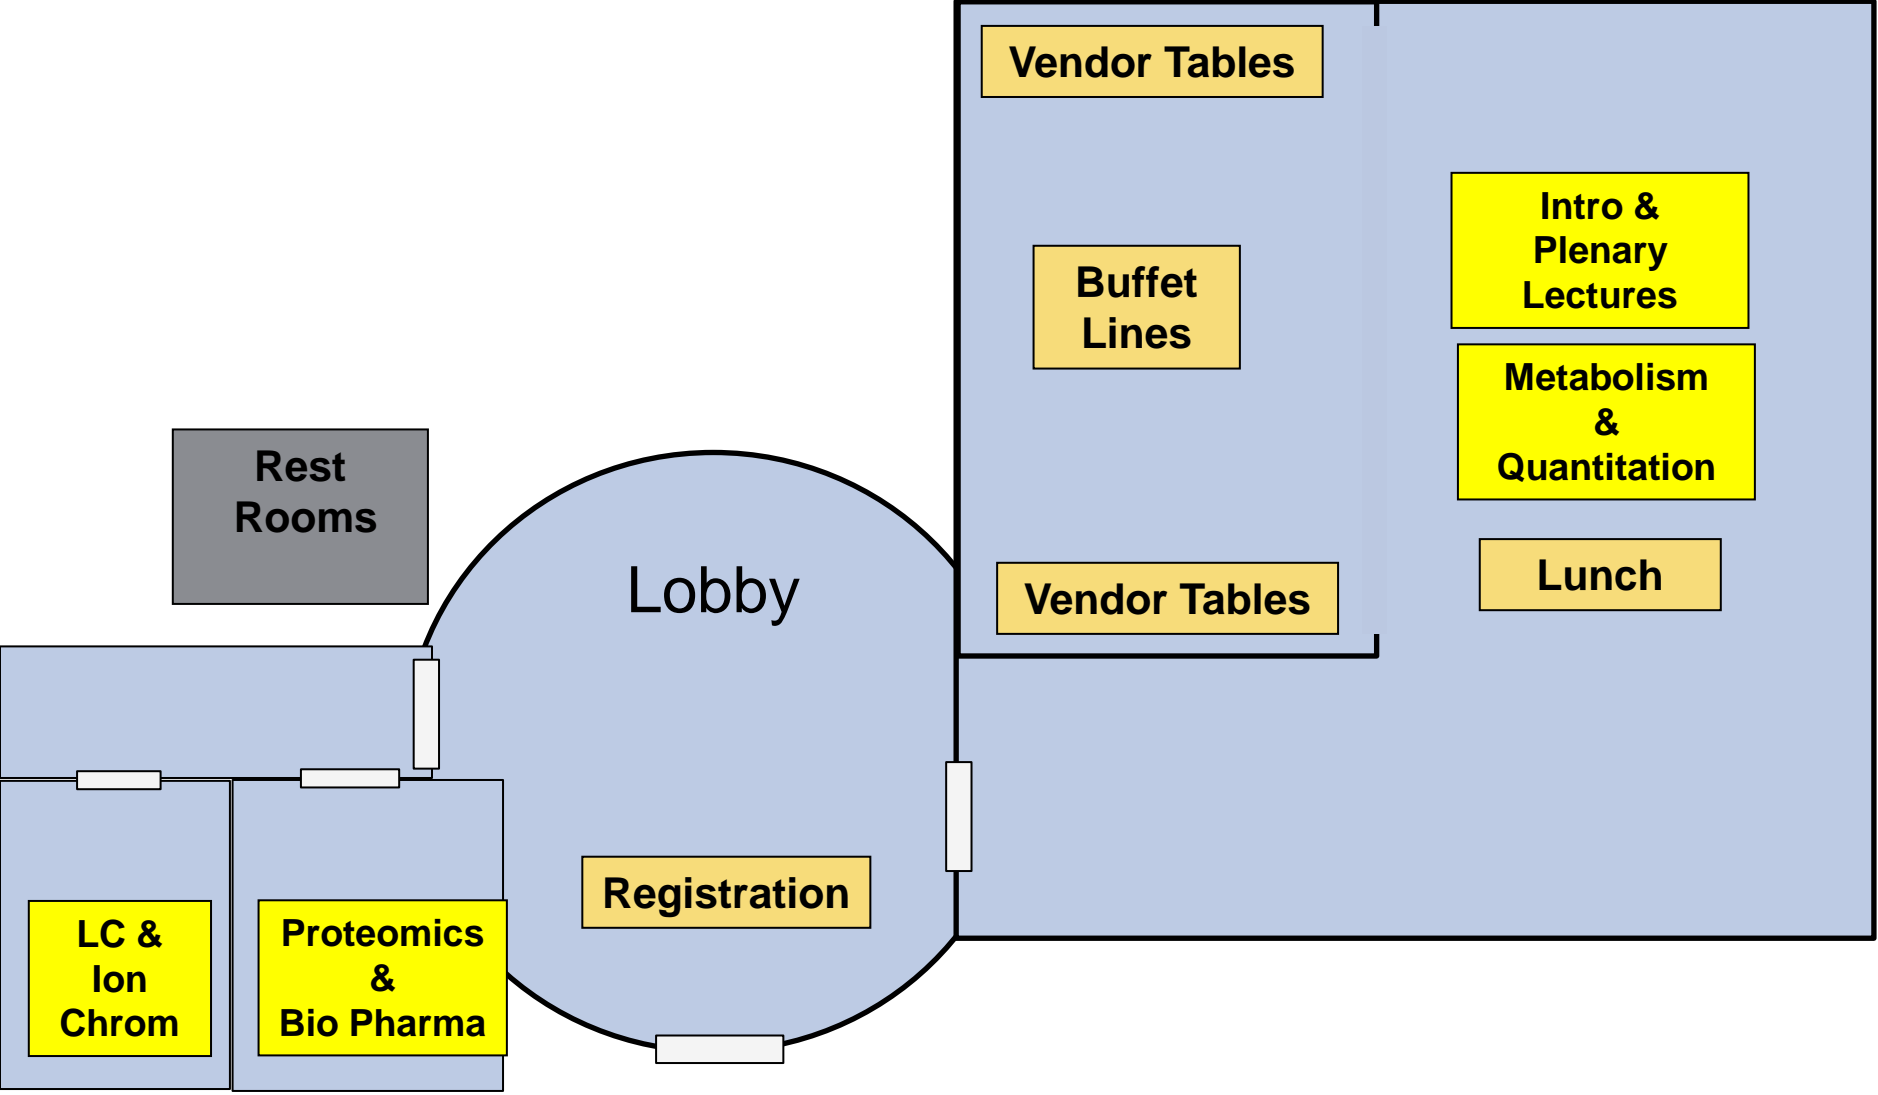 Vendor Tables
Intro &
Plenary
Lectures
Buffet
Lines
Metabolism
&
Quantitation
Rest
Rooms
Lobby
Vendor Tables
Lunch
Registration
LC &
Ion
Chrom
Proteomics
&
Bio Pharma